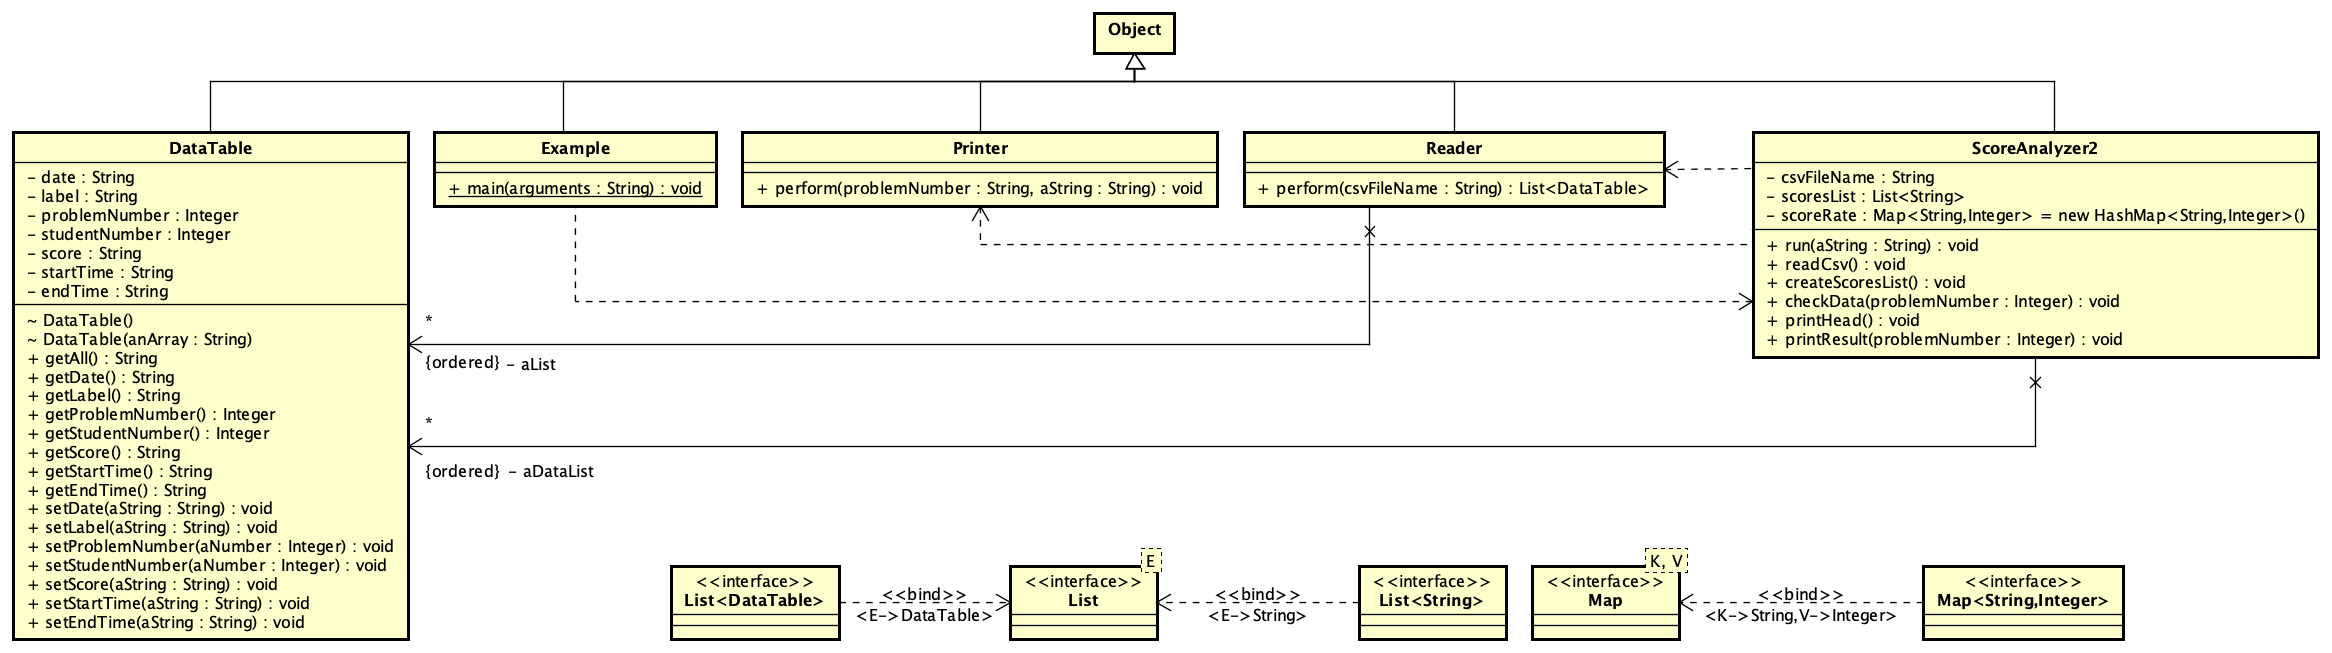 Object
DataTable
- date : String
- label : String
- problemNumber : Integer
- studentNumber : Integer
- score : String
- startTime : String
- endTime : String
~ DataTable()
~ DataTable(anArray : String)
+ getAll() : String
+ getDate() : String
+ getLabel() : String
+ getProblemNumber() : Integer
+ getStudentNumber() : Integer
+ getScore() : String
+ getStartTime() : String
+ getEndTime() : String
+ setDate(aString : String) : void
+ setLabel(aString : String) : void
+ setProblemNumber(aNumber : Integer) : void
+ setStudentNumber(aNumber : Integer) : void
+ setScore(aString : String) : void
+ setStartTime(aString : String) : void
+ setEndTime(aString : String) : void
Example
+ main(arguments : String) : void
Printer
+ perform(problemNumber : String, aString : String) : void
Reader
+ perform(csvFileName : String) : List<DataTable>
ScoreAnalyzer2
- csvFileName : String
- scoresList : List<String>
- scoreRate : Map<String,Integer> = new HashMap<String,Integer>()
+ run(aString : String) : void
+ readCsv() : void
+ createScoresList() : void
+ checkData(problemNumber : Integer) : void
+ printHead() : void
+ printResult(problemNumber : Integer) : void
*
{ordered} - aList
*
{ordered} - aDataList
<<interface>>
List<DataTable>
<<bind>>
<E->DataTable>
E
<<interface>>
List
<<bind>>
<E->String>
<<interface>>
List<String>
K, V
<<interface>>
Map
<<bind>>
<K->String,V->Integer>
<<interface>>
Map<String,Integer>